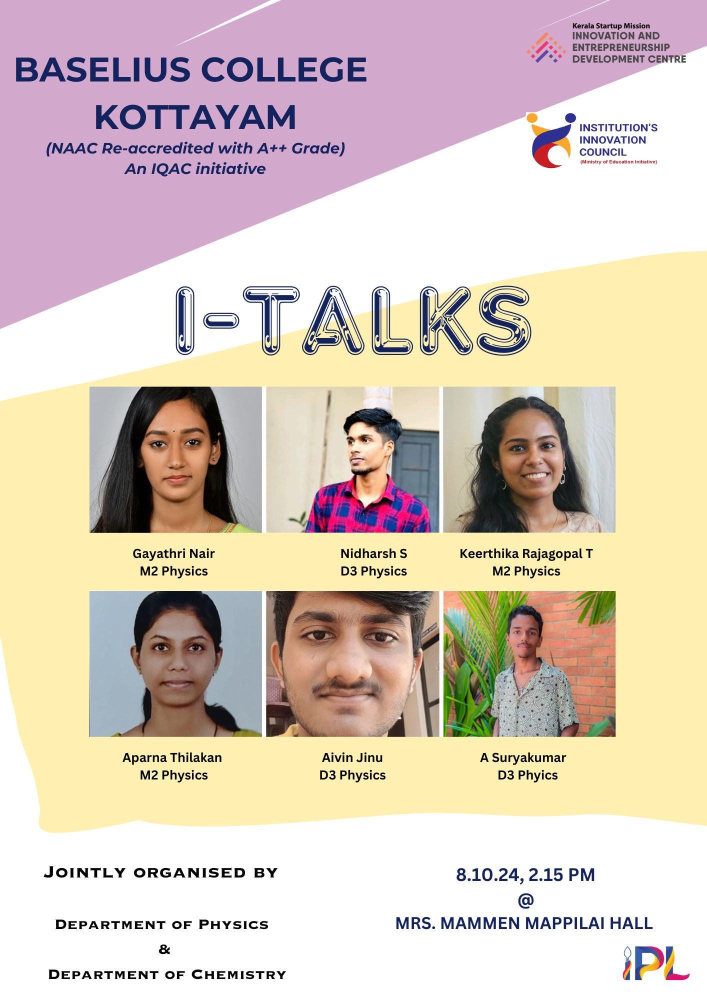 Kerala Startup Mission
INNOVATION AND
ENTREPRENEURSHIP
DEVELOPMENT CENTRE
BASELIUS COLLEGE
KOTTAYAM
(NAAC Re-accredited with A++ Grade)
An IQAC initiative
INSTITUTION'S
INNOVATION
COUNCIL
(Ministry of Education Initiative)
I-TALKS
Gayathri Nair
M2 Physics
Nidharsh S
D3 Physics
Keerthika Rajagopal T
M2 Physics
Aparna Thilakan
M2 Physics
Aivin Jinu
D3 Physics
A Suryakumar
D3 Phyics
Jointly organised by
Department of Physics
&
Department of Chemistry
8.10.24, 2.15 PM
@
MRS. MAMMEN MAPPILAI HALL
iPL